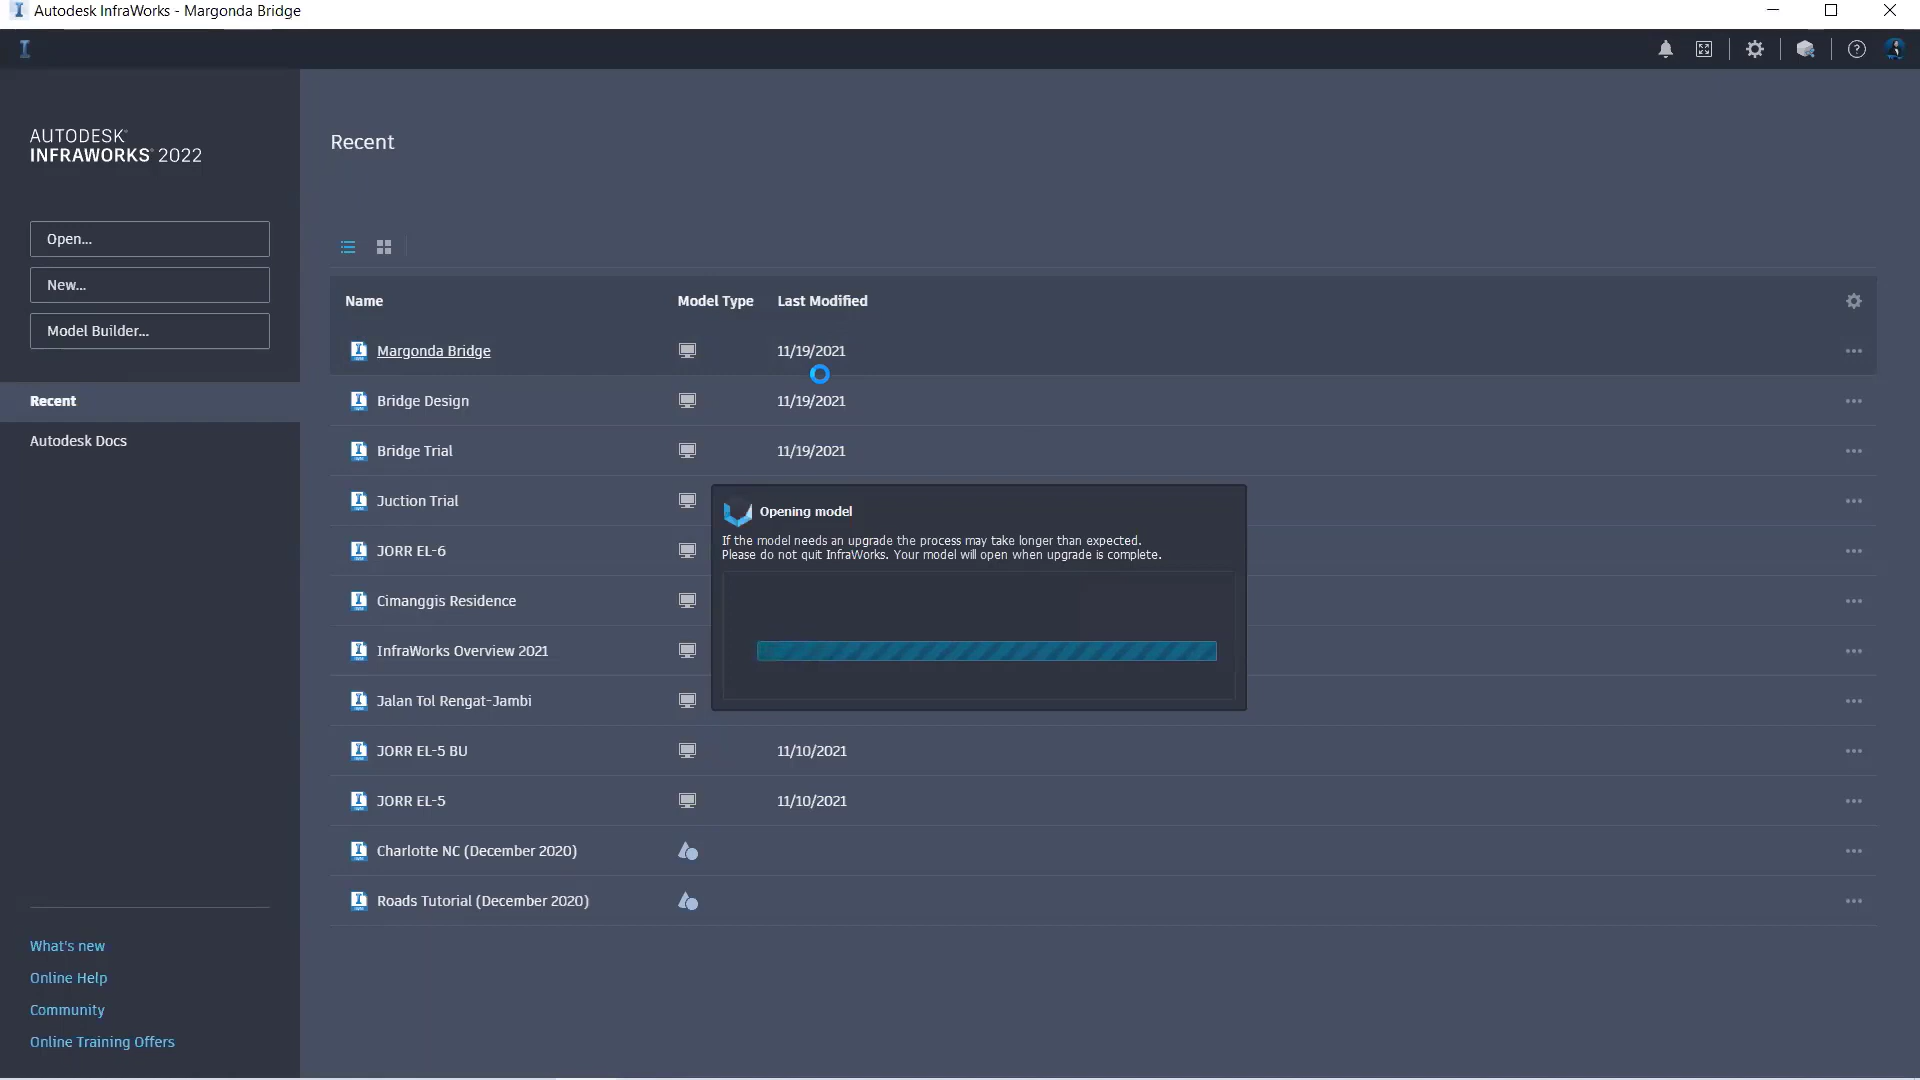 Autodesk InfraWorks - Margonda Bridge
AUTODESK®
INFRAWORKS® 2022
Open...
New...
Model Builder...
Recent
Autodesk Docs
What's new
Online Help
Community
Online Training Offers
Recent
Name Model Type Last Modified
Margonda Bridge 11/19/2021
Bridge Design 11/19/2021
Bridge Trial 11/19/2021
Juction Trial
JORR EL-6
Cimanggis Residence
InfraWorks Overview 2021
Jalan Tol Rengat-Jambi
JORR EL-5 BU 11/10/2021
JORR EL-5 11/10/2021
Charlotte NC (December 2020)
Roads Tutorial (December 2020)
Opening model
If the model needs an upgrade the process may take longer than expected.
Please do not quit InfraWorks. Your model will open when upgrade is complete.